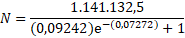 N = 1.141.132,5 / ((0,09242)e^−(0,07272) + 1)